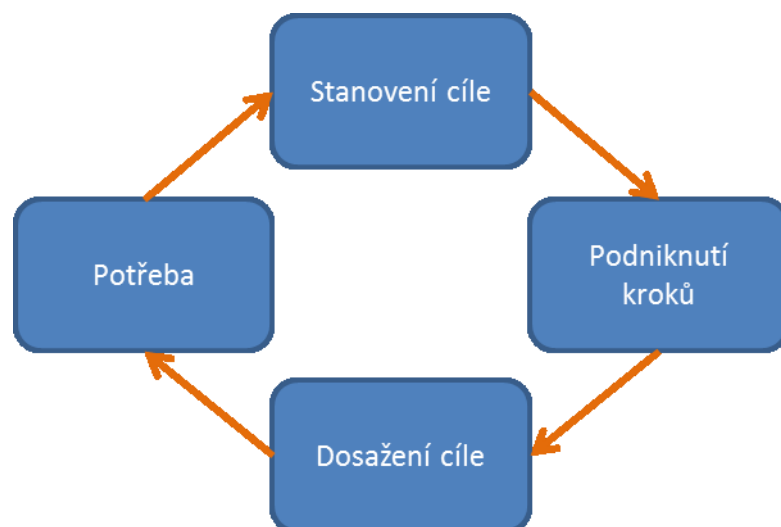 Stanovení cíle
Potřeba
Podniknutí
kroků
Dosažení cíle